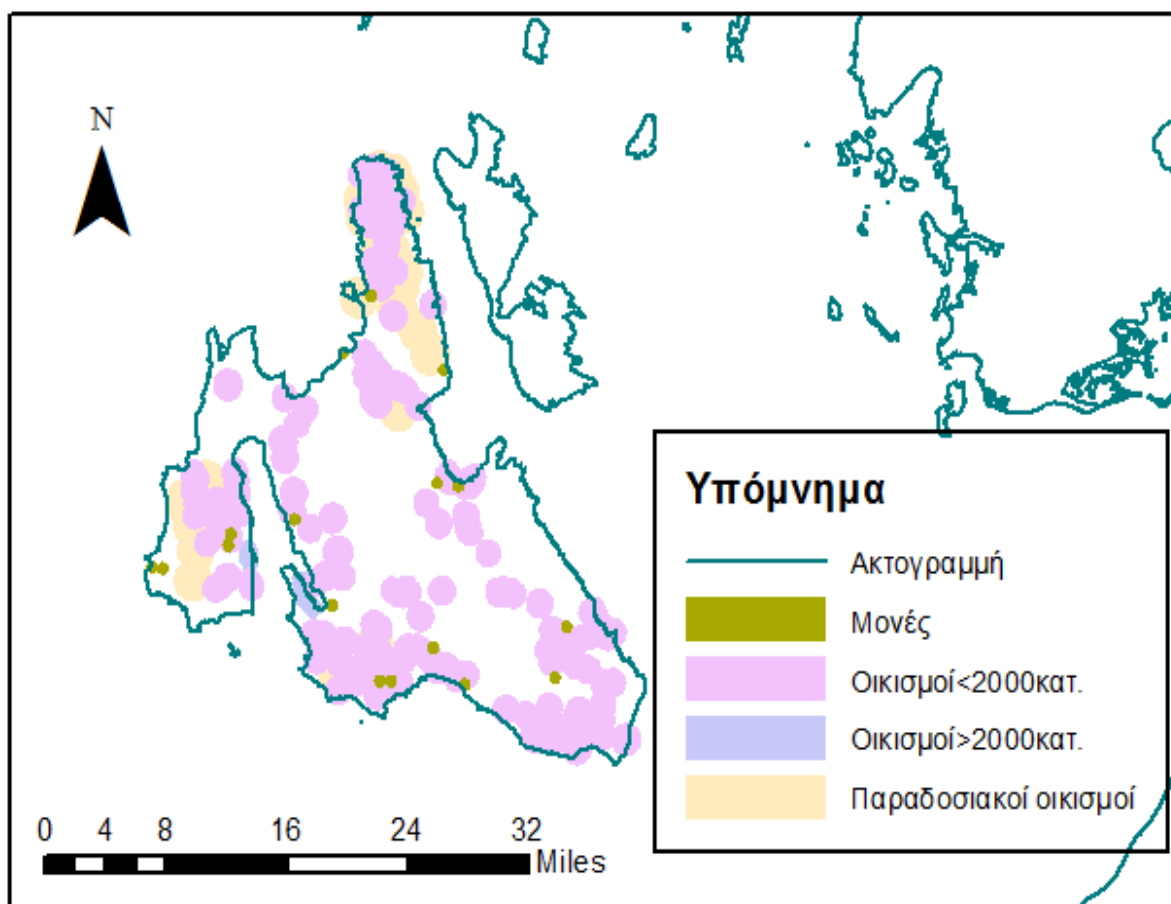 N
Υπόμνημα
Ακτογραμμή
Μονές
Οικισμοί<2000κατ.
Οικισμοί>2000κατ.
Παραδοσιακοί οικισμοί
0 4 8 16 24 32
Miles